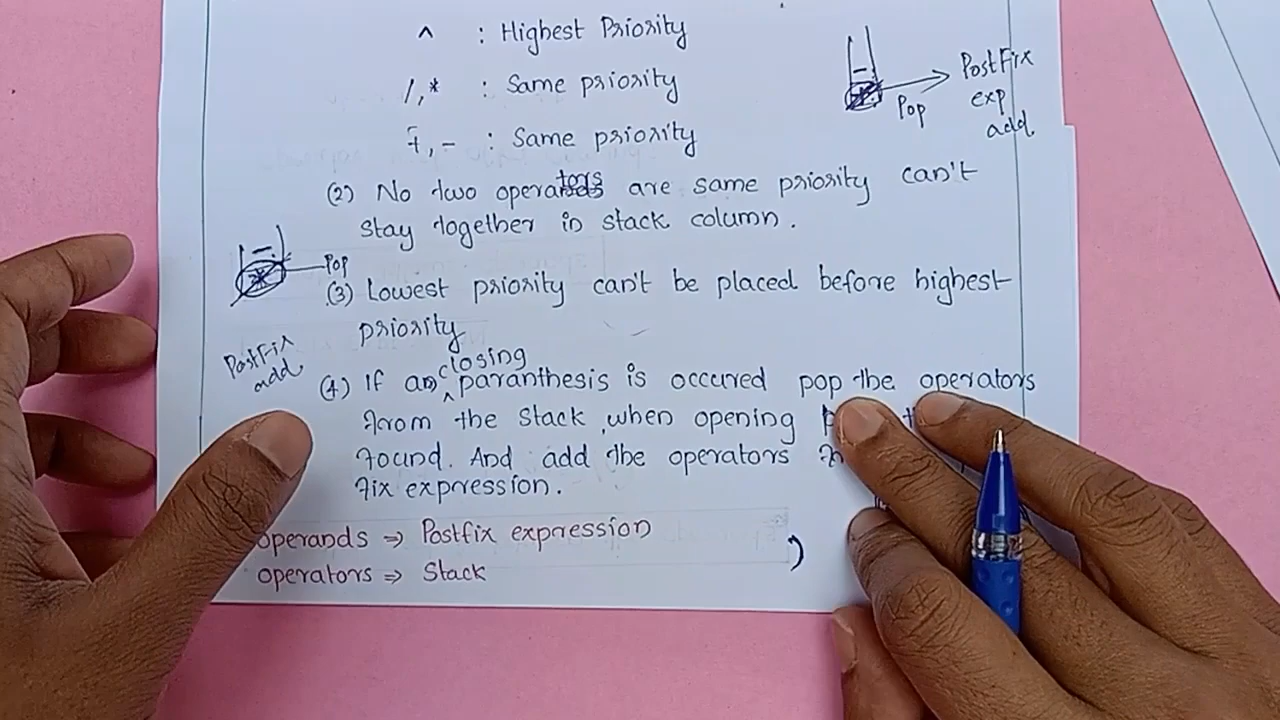 ^ : Highest Priority
/,* : Same priority
+,- : Same priority
Pop
PostFix
exp
add
(2) No two operators are same priority can't
stay together in stack column.
Pop
(3) Lowest priority can't be placed before highest
priority
PostFix
add
closing
(4) If an ^ paranthesis is occured pop the operators
from the stack, when opening
found. And add the operators
fix expression.
operands => Postfix expression
operators => Stack
)